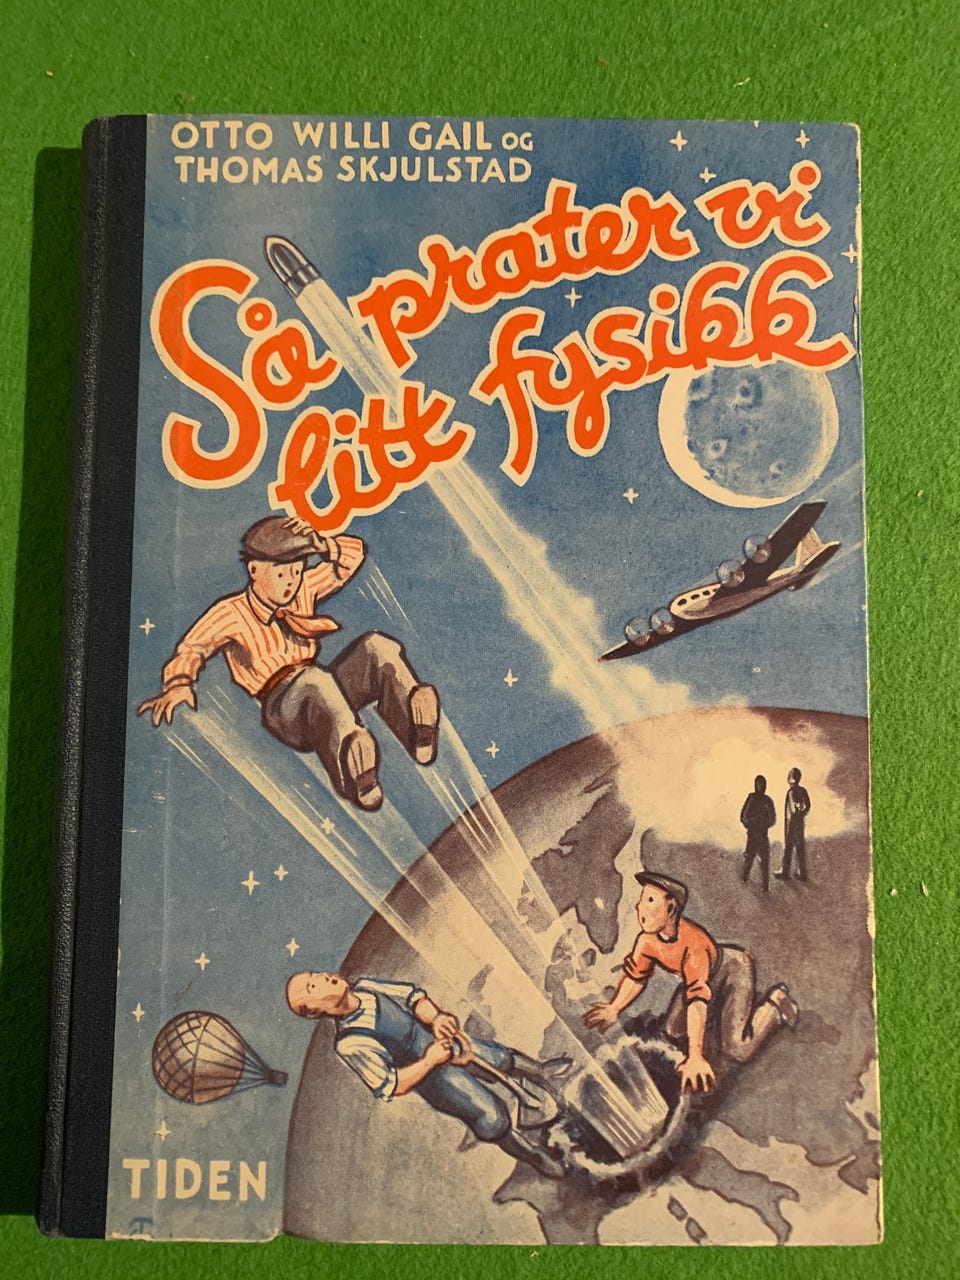 OTTO WILLI GAIL OG
THOMAS SKJULSTAD
Så prater vi
litt fysikk
TIDEN